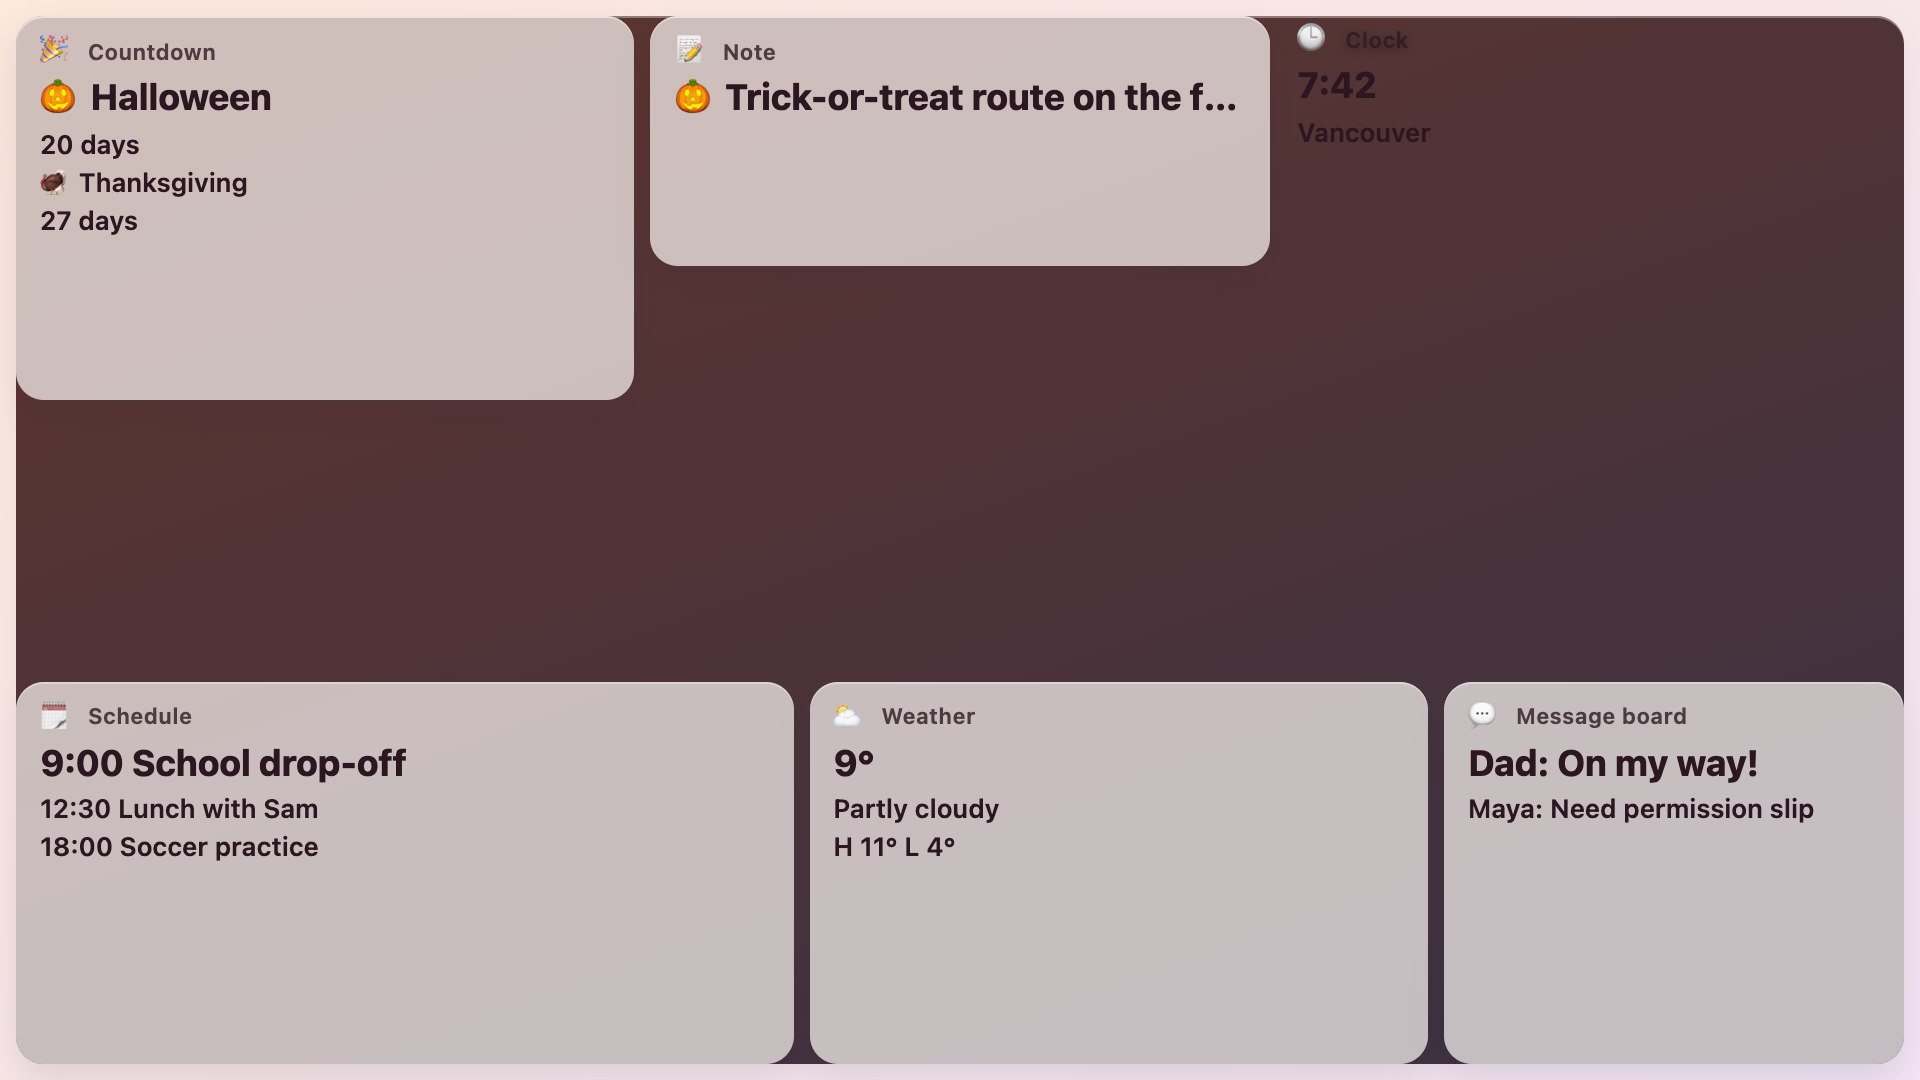 Countdown
🎃 Halloween
20 days
🦃 Thanksgiving
27 days
Note
🎃 Trick-or-treat route on the f…
Clock
7:42
Vancouver
Schedule
9:00 School drop-off
12:30 Lunch with Sam
18:00 Soccer practice
Weather
9°
Partly cloudy
H 11° L 4°
Message board
Dad: On my way!
Maya: Need permission slip